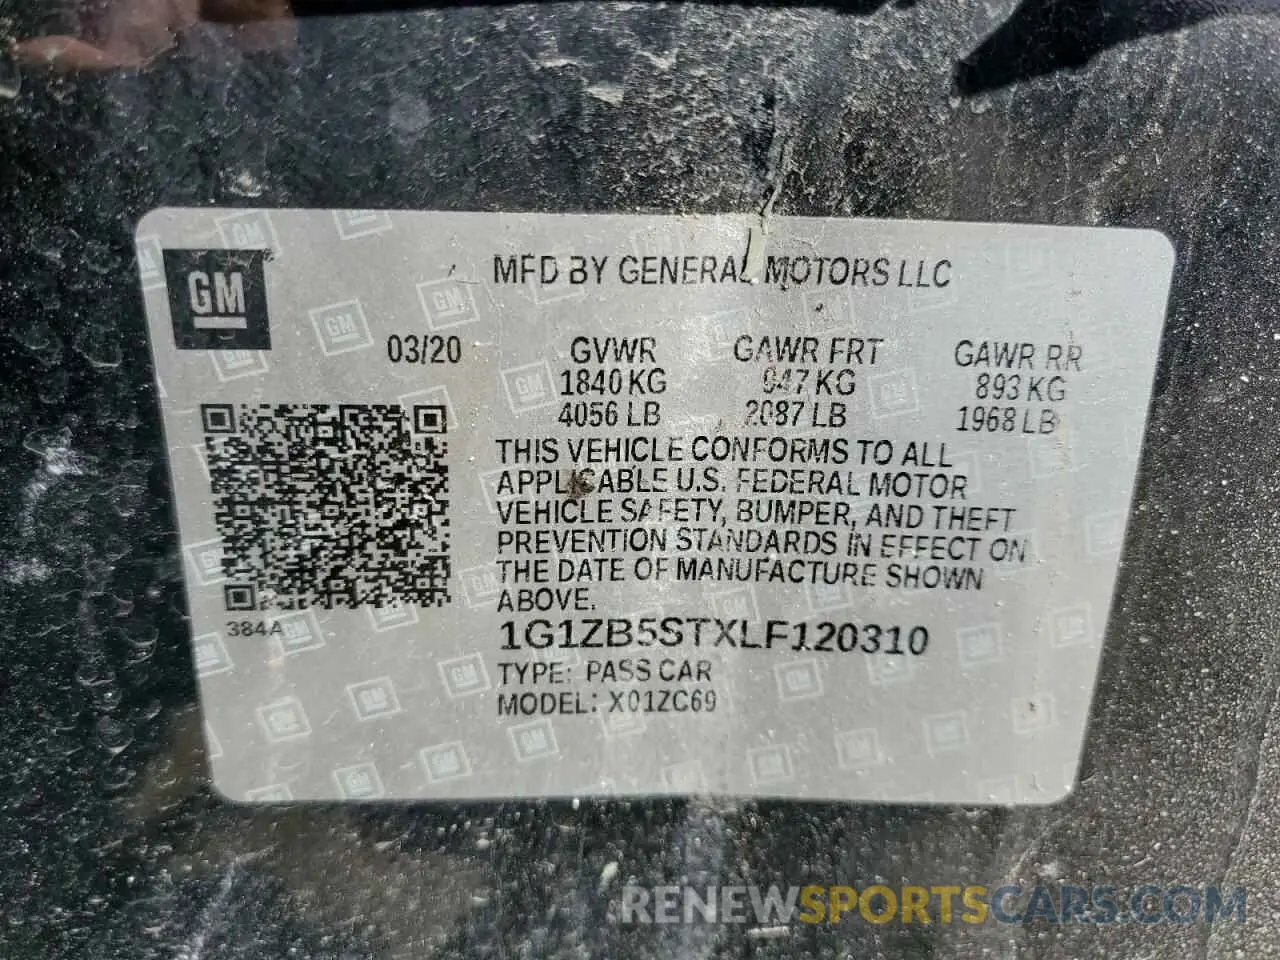 GM
MFD BY GENERAL MOTORS LLC
03/20
GVWR GAWR FRT GAWR RR
1840 KG 947 KG 893 KG
4056 LB 2087 LB 1968 LB
THIS VEHICLE CONFORMS TO ALL
APPLICABLE U.S. FEDERAL MOTOR
VEHICLE SAFETY, BUMPER, AND THEFT
PREVENTION STANDARDS IN EFFECT ON
THE DATE OF MANUFACTURE SHOWN
ABOVE.
384A
1G1ZB5STXLF120310
TYPE: PASS CAR
MODEL: X01ZC69
RENEWSPORTSCARS.COM